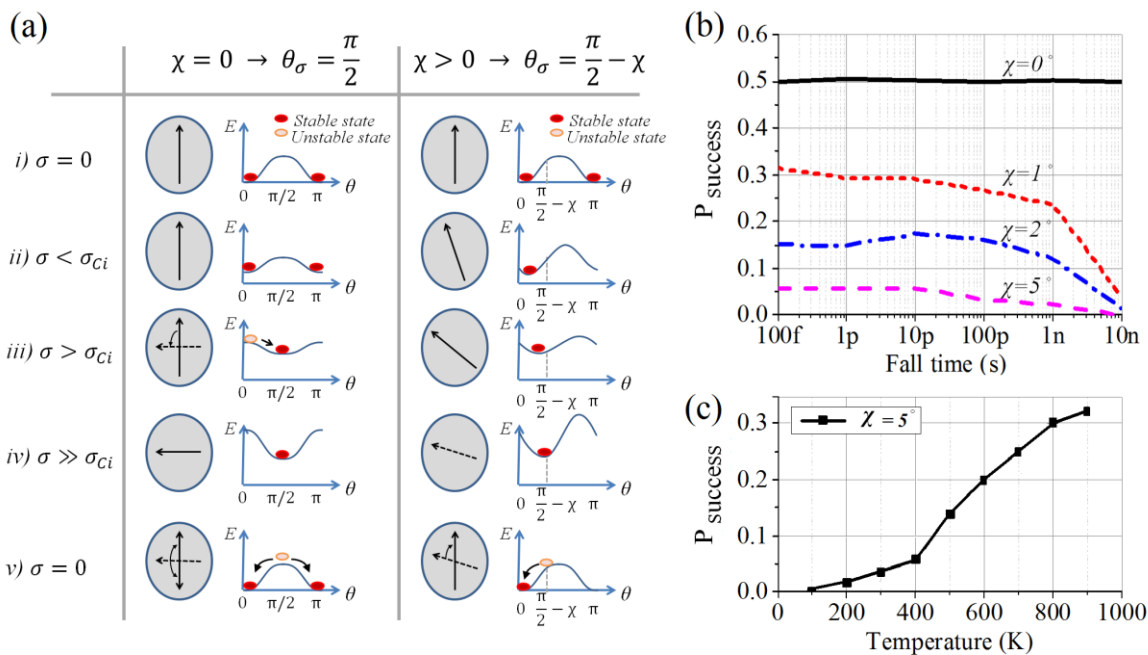 (a)
χ = 0 → θσ = π/2
χ > 0 → θσ = π/2 − χ
i) σ = 0
E
Stable state
Unstable state
0 π/2 π θ
E
Stable state
Unstable state
0 π/2 − χ π θ
ii) σ < σCi
E
0 π/2 π θ
E
0 π/2 − χ π θ
iii) σ > σCi
E
0 π/2 π θ
E
0 π/2 − χ π θ
iv) σ ≫ σCi
E
0 π/2 π θ
E
0 π/2 − χ π θ
v) σ = 0
E
0 π/2 π θ
E
0 π/2 − χ π θ
(b)
P success
0.6
0.5
0.4
0.3
0.2
0.1
0.0
χ=0°
χ=1°
χ=2°
χ=5°
100f 1p 10p 100p 1n 10n
Fall time (s)
(c)
P success
0.3
0.2
0.1
0.0
χ = 5°
0 200 400 600 800 1000
Temperature (K)